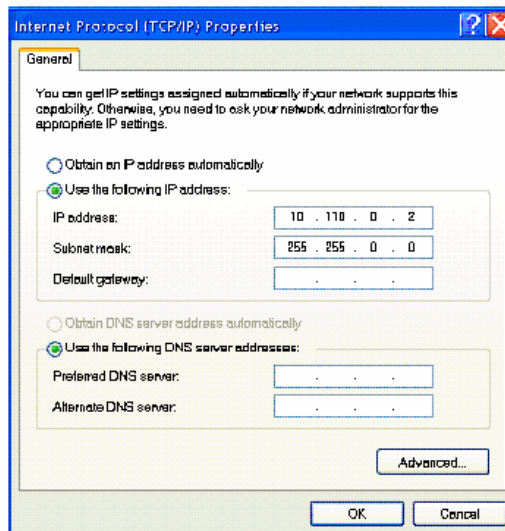 Internet Protocol (TCP/IP) Properties
General
You can get IP settings assigned automatically if your network supports this
capability. Otherwise, you need to ask your network administrator for the
appropriate IP settings.
Obtain an IP address automatically
Use the following IP address:
IP address: 10 . 110 . 0 . 2
Subnet mask: 255 . 255 . 0 . 0
Default gateway: . . .
Obtain DNS server address automatically
Use the following DNS server addresses:
Preferred DNS server: . . .
Alternate DNS server: . . .
Advanced...
OK Cancel